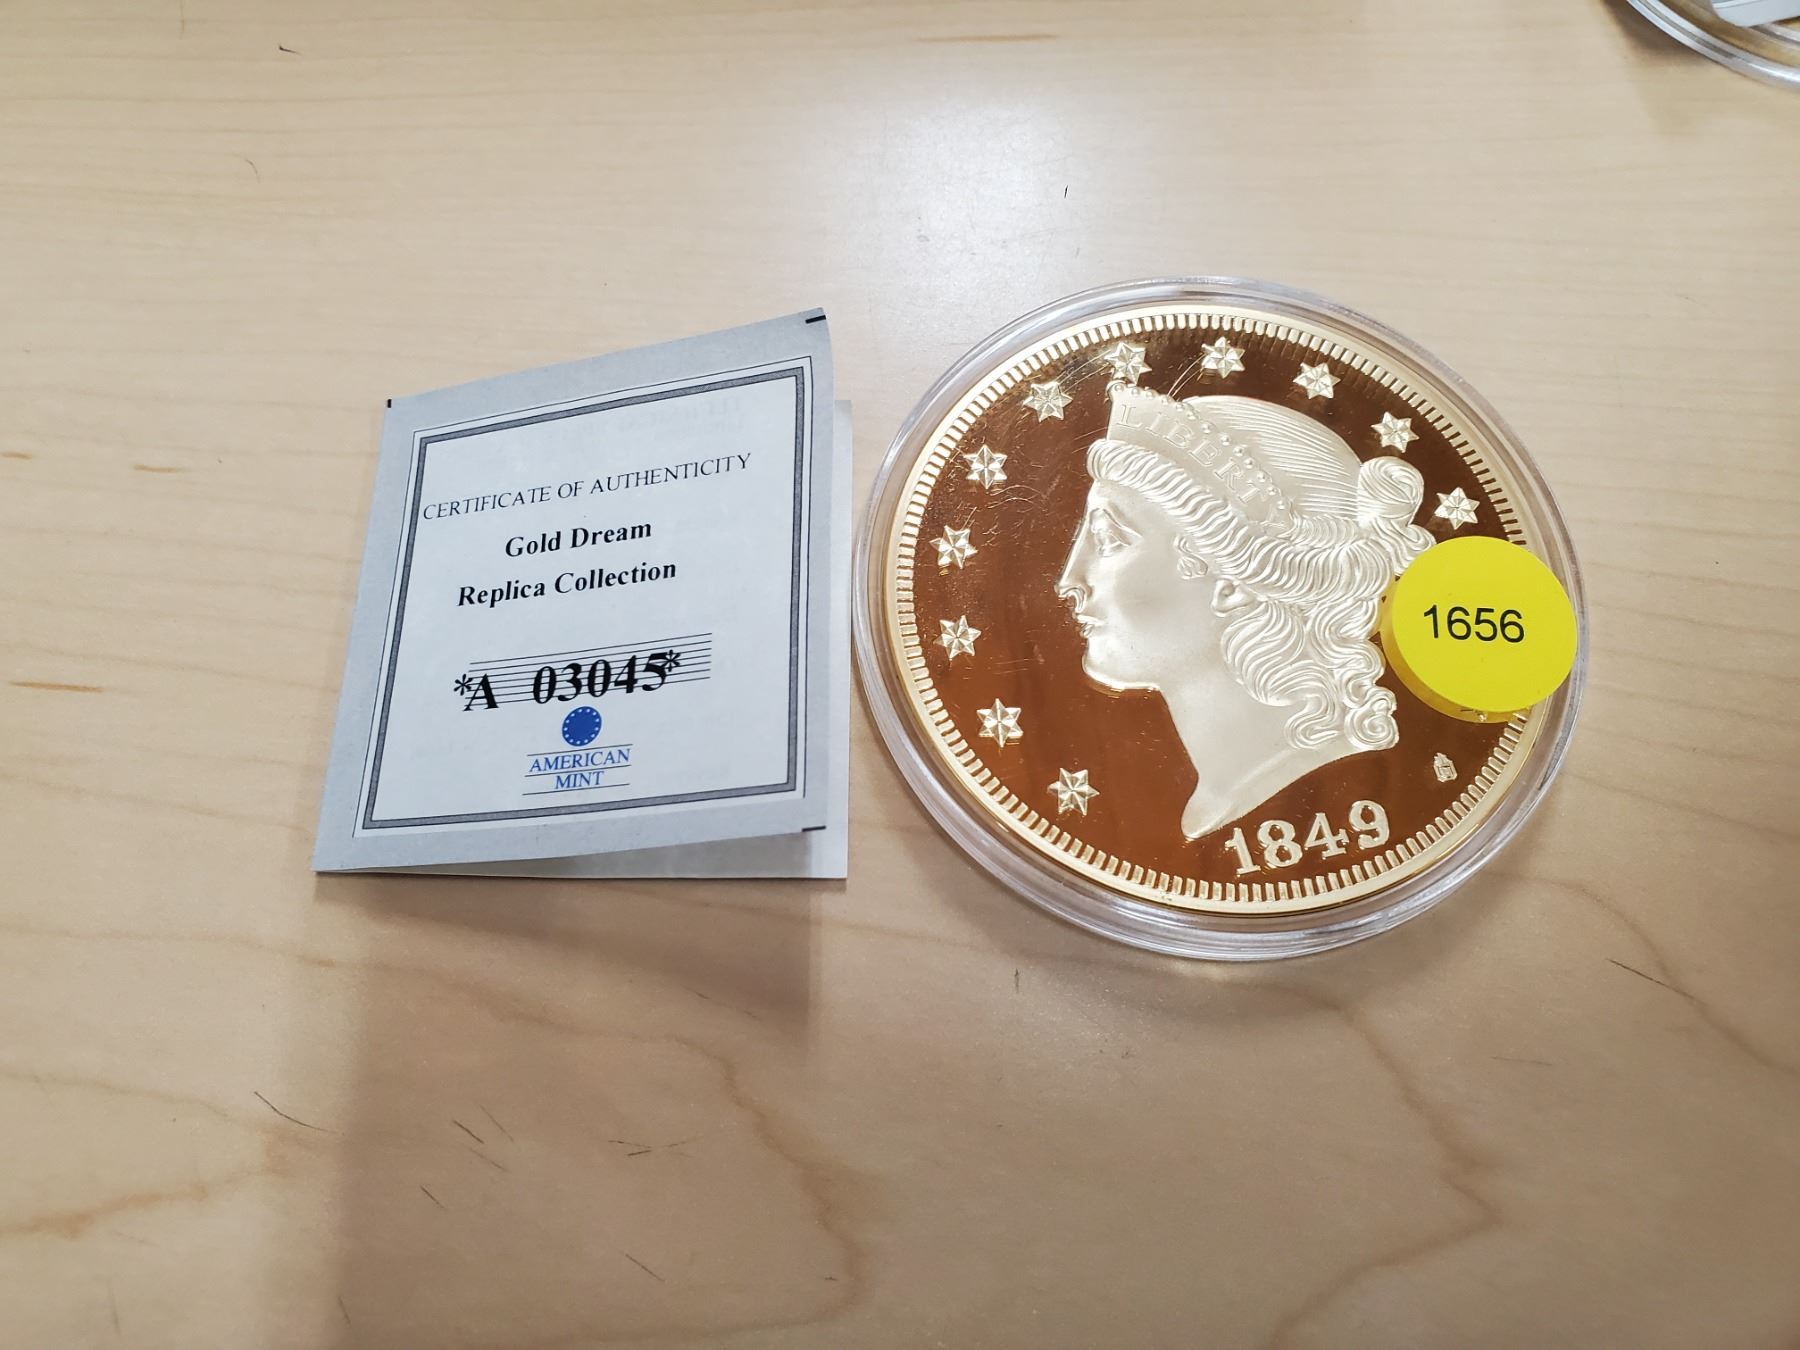 CERTIFICATE OF AUTHENTICITY
Gold Dream
Replica Collection
*A 03045*
AMERICAN
MINT
LIBERTY
1656
1849